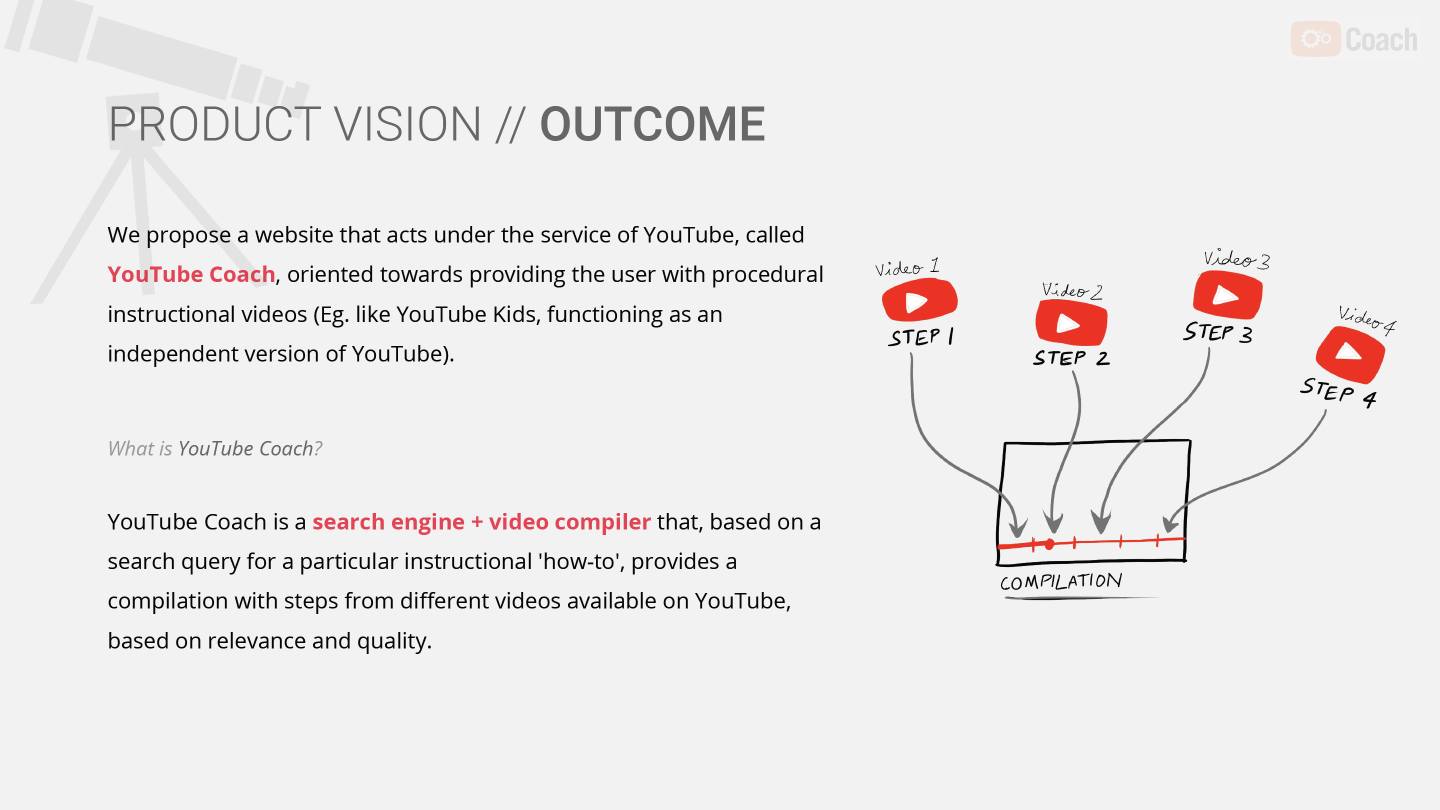 Coach
PRODUCT VISION // OUTCOME
We propose a website that acts under the service of YouTube, called
YouTube Coach, oriented towards providing the user with procedural
instructional videos (Eg. like YouTube Kids, functioning as an
independent version of YouTube).
What is YouTube Coach?
YouTube Coach is a search engine + video compiler that, based on a
search query for a particular instructional 'how-to', provides a
compilation with steps from different videos available on YouTube,
based on relevance and quality.
Video 1
STEP 1
Video 2
STEP 2
Video 3
STEP 3
Video 4
STEP 4
COMPILATION